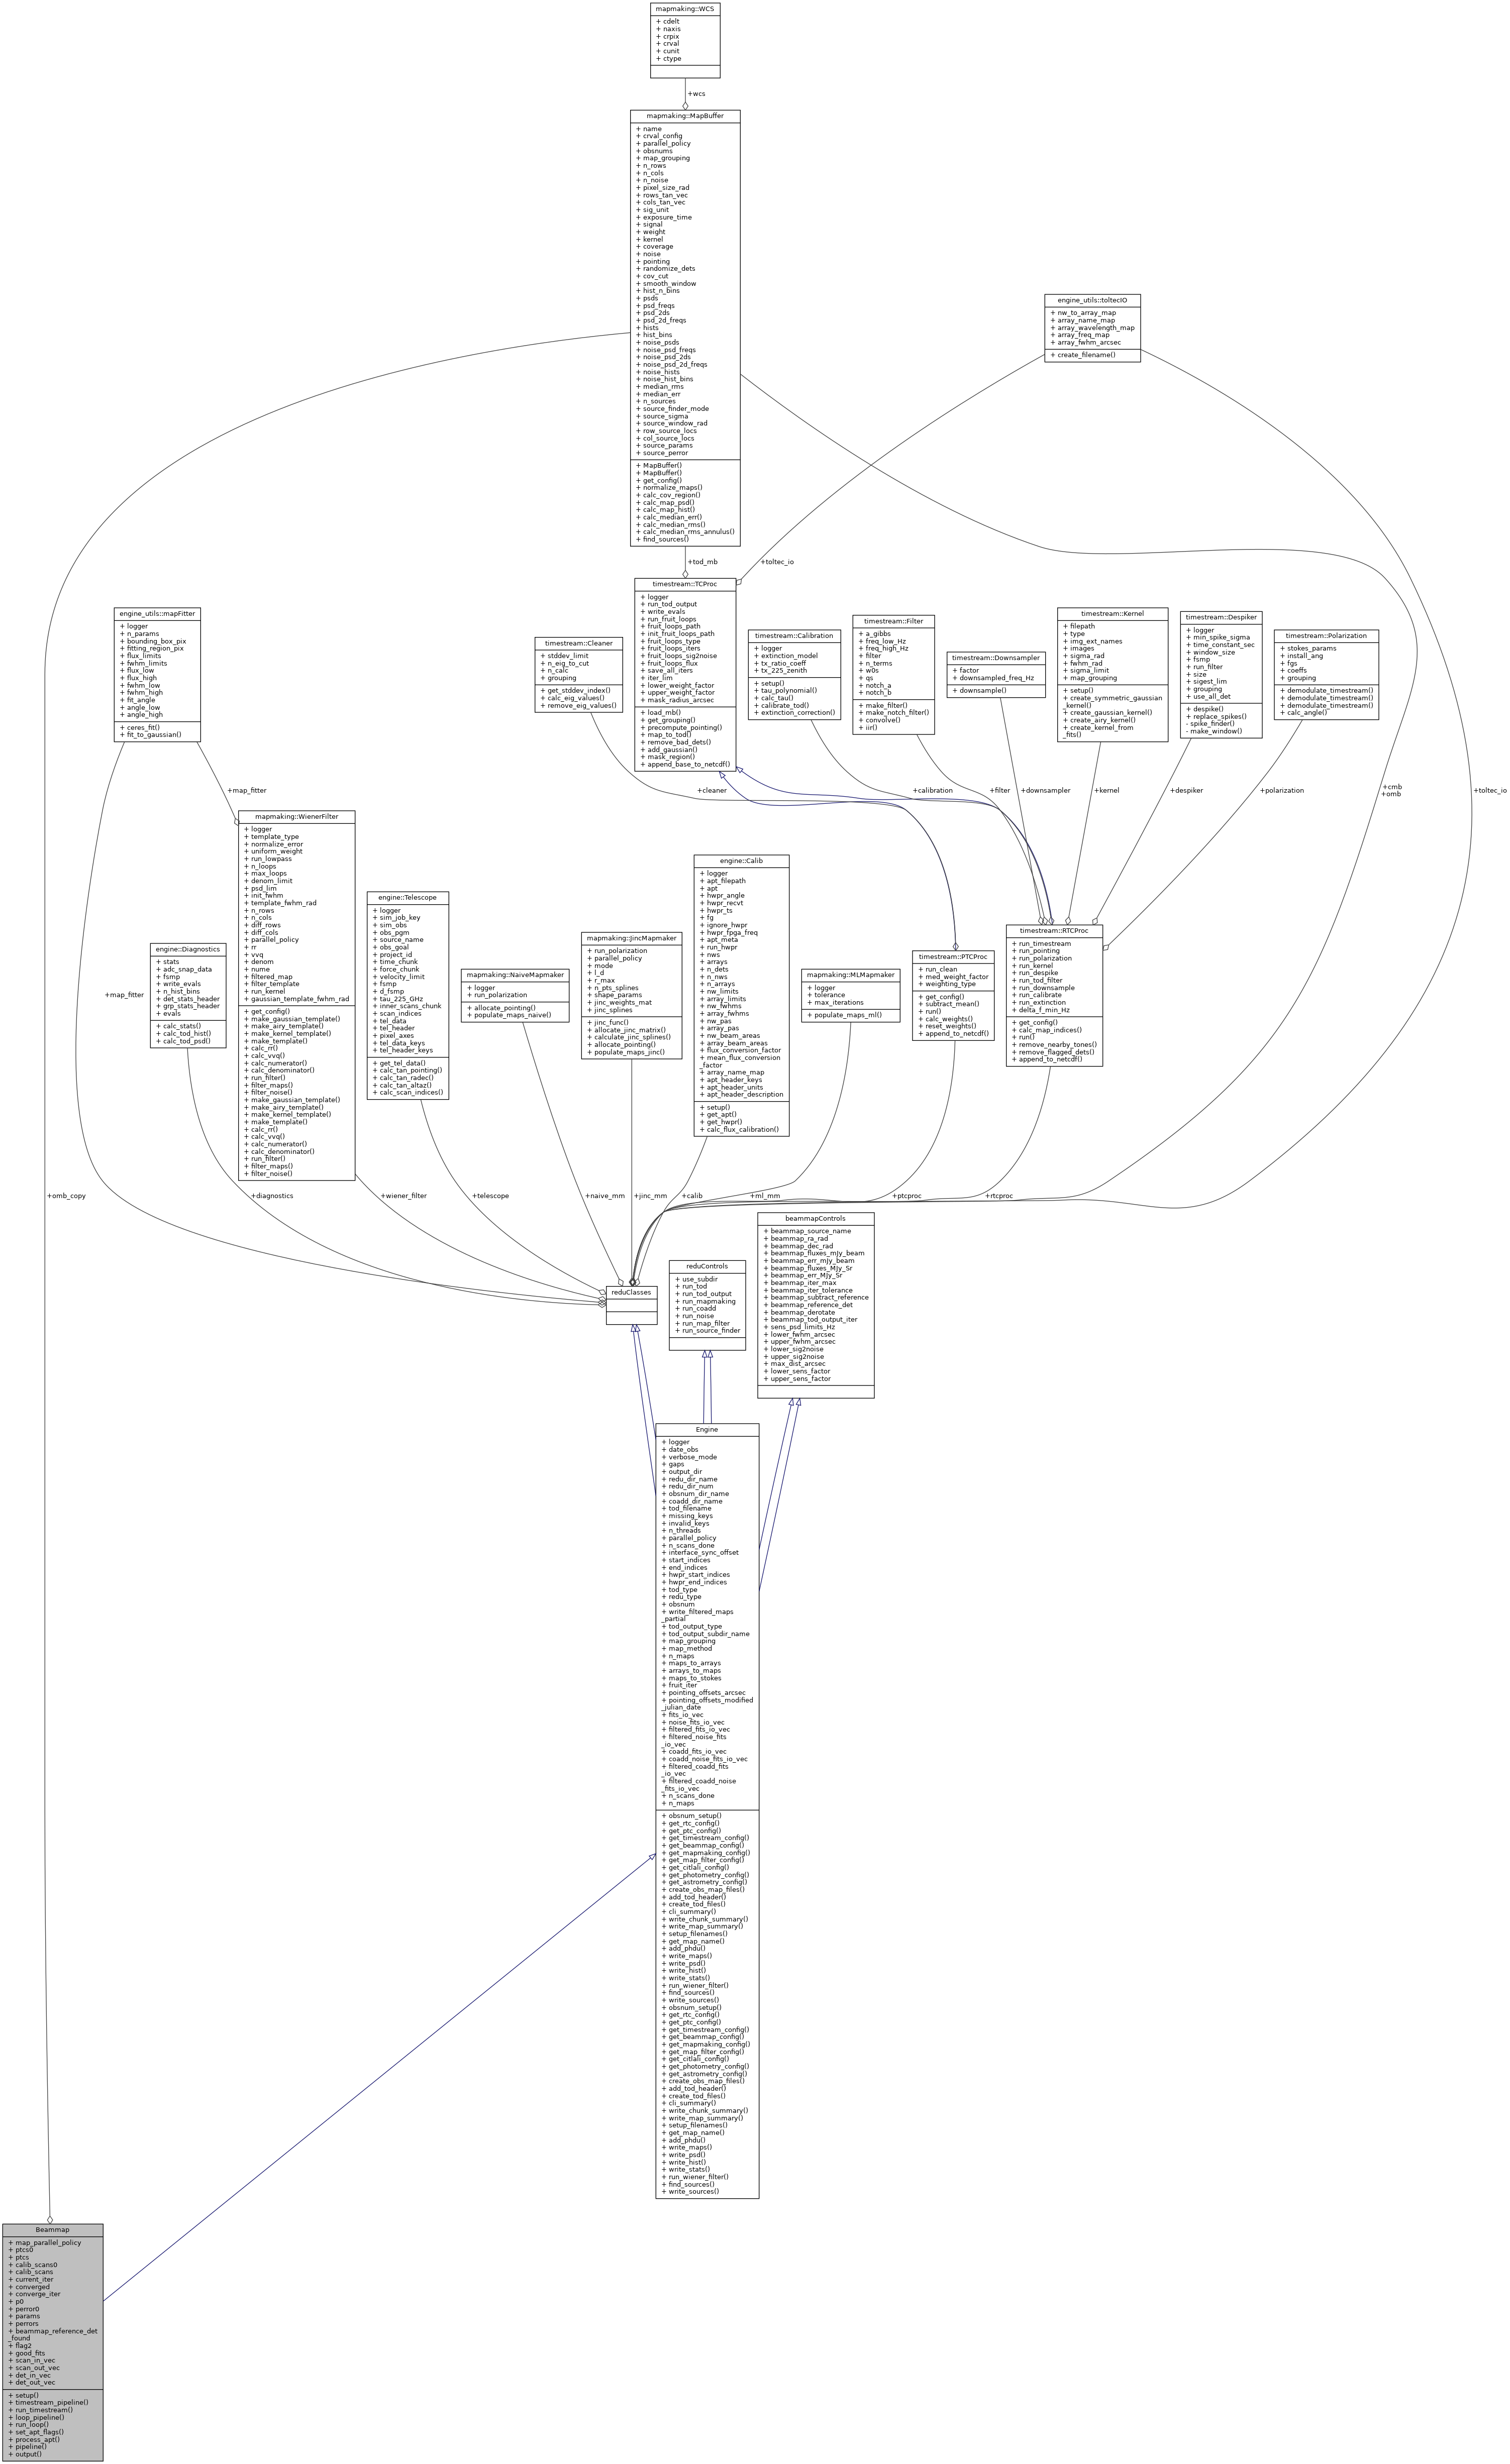 mapmaking::WCS
+ cdelt
+ naxis
+ crpix
+ crval
+ cunit
+ ctype
+wcs
mapmaking::MapBuffer
+ name
+ crval_config
+ parallel_policy
+ obsnums
+ map_grouping
+ n_rows
+ n_cols
+ n_noise
+ pixel_size_rad
+ rows_tan_vec
+ cols_tan_vec
+ sig_unit
+ exposure_time
+ signal
+ weight
+ kernel
+ coverage
+ noise
+ pointing
+ randomize_dets
+ cov_cut
+ smooth_window
+ hist_n_bins
+ psds
+ psd_freqs
+ psd_2ds
+ psd_2d_freqs
+ hists
+ hist_bins
+ noise_psds
+ noise_psd_freqs
+ noise_psd_2ds
+ noise_psd_2d_freqs
+ noise_hists
+ noise_hist_bins
+ median_rms
+ median_err
+ n_sources
+ source_finder_mode
+ source_sigma
+ source_window_rad
+ row_source_locs
+ col_source_locs
+ source_params
+ source_perror
+ MapBuffer()
+ MapBuffer()
+ get_config()
+ normalize_maps()
+ calc_cov_region()
+ calc_map_psd()
+ calc_map_hist()
+ calc_median_err()
+ calc_median_rms()
+ calc_median_rms_annulus()
+ find_sources()
engine_utils::toltecIO
+ nw_to_array_map
+ array_name_map
+ array_wavelength_map
+ array_freq_map
+ array_fwhm_arcsec
+ create_filename()
+tod_mb
+toltec_io
timestream::TCProc
+ logger
+ run_tod_output
+ write_evals
+ run_fruit_loops
+ fruit_loops_path
+ init_fruit_loops_path
+ fruit_loops_type
+ fruit_loops_iters
+ fruit_loops_sig2noise
+ fruit_loops_flux
+ save_all_iters
+ iter_lim
+ lower_weight_factor
+ upper_weight_factor
+ mask_radius_arcsec
+ load_mb()
+ get_grouping()
+ precompute_pointing()
+ map_to_tod()
+ remove_bad_dets()
+ add_gaussian()
+ mask_region()
+ append_base_to_netcdf()
engine_utils::mapFitter
+ logger
+ n_params
+ bounding_box_pix
+ fitting_region_pix
+ flux_limits
+ fwhm_limits
+ flux_low
+ flux_high
+ fwhm_low
+ fwhm_high
+ fit_angle
+ angle_low
+ angle_high
+ ceres_fit()
+ fit_to_gaussian()
timestream::Cleaner
+ stddev_limit
+ n_eig_to_cut
+ n_calc
+ grouping
+ get_stddev_index()
+ calc_eig_values()
+ remove_eig_values()
timestream::Calibration
+ logger
+ extinction_model
+ tx_ratio_coeff
+ tx_225_zenith
+ setup()
+ tau_polynomial()
+ calc_tau()
+ calibrate_tod()
+ extinction_correction()
timestream::Filter
+ a_gibbs
+ freq_low_Hz
+ freq_high_Hz
+ filter
+ n_terms
+ w0s
+ qs
+ notch_a
+ notch_b
+ make_filter()
+ make_notch_filter()
+ convolve()
+ iir()
timestream::Downsampler
+ factor
+ downsampled_freq_Hz
+ downsample()
timestream::Kernel
+ filepath
+ type
+ img_ext_names
+ images
+ sigma_rad
+ fwhm_rad
+ sigma_limit
+ map_grouping
+ setup()
+ create_symmetric_gaussian
_kernel()
+ create_gaussian_kernel()
+ create_airy_kernel()
+ create_kernel_from
_fits()
timestream::Despiker
+ logger
+ min_spike_sigma
+ time_constant_sec
+ window_size
+ fsmp
+ run_filter
+ size
+ sigest_lim
+ grouping
+ use_all_det
+ despike()
+ replace_spikes()
- spike_finder()
- make_window()
timestream::Polarization
+ stokes_params
+ install_ang
+ fgs
+ coeffs
+ grouping
+ demodulate_timestream()
+ demodulate_timestream()
+ demodulate_timestream()
+ calc_angle()
+map_fitter
+cleaner
+calibration
+filter
+downsampler
+kernel
+despiker
+polarization
+cmb
+omb
+toltec_io
mapmaking::WienerFilter
+ logger
+ template_type
+ normalize_error
+ uniform_weight
+ run_lowpass
+ n_loops
+ max_loops
+ denom_limit
+ psd_lim
+ init_fwhm
+ template_fwhm_rad
+ n_rows
+ n_cols
+ diff_rows
+ diff_cols
+ parallel_policy
+ rr
+ vvq
+ denom
+ nume
+ filtered_map
+ filter_template
+ run_kernel
+ gaussian_template_fwhm_rad
+ get_config()
+ make_gaussian_template()
+ make_airy_template()
+ make_kernel_template()
+ make_template()
+ calc_rr()
+ calc_vvq()
+ calc_numerator()
+ calc_denominator()
+ run_filter()
+ filter_maps()
+ filter_noise()
+ make_gaussian_template()
+ make_airy_template()
+ make_kernel_template()
+ make_template()
+ calc_rr()
+ calc_vvq()
+ calc_numerator()
+ calc_denominator()
+ run_filter()
+ filter_maps()
+ filter_noise()
engine::Diagnostics
+ stats
+ adc_snap_data
+ fsmp
+ write_evals
+ n_hist_bins
+ det_stats_header
+ grp_stats_header
+ evals
+ calc_stats()
+ calc_tod_hist()
+ calc_tod_psd()
engine::Telescope
+ logger
+ sim_job_key
+ sim_obs
+ obs_pgm
+ source_name
+ obs_goal
+ project_id
+ time_chunk
+ force_chunk
+ velocity_limit
+ fsmp
+ d_fsmp
+ tau_225_GHz
+ inner_scans_chunk
+ scan_indices
+ tel_data
+ tel_header
+ pixel_axes
+ tel_data_keys
+ tel_header_keys
+ get_tel_data()
+ calc_tan_pointing()
+ calc_tan_radec()
+ calc_tan_altaz()
+ calc_scan_indices()
mapmaking::NaiveMapmaker
+ logger
+ run_polarization
+ allocate_pointing()
+ populate_maps_naive()
mapmaking::JincMapmaker
+ run_polarization
+ parallel_policy
+ mode
+ l_d
+ r_max
+ n_pts_splines
+ shape_params
+ jinc_weights_mat
+ jinc_splines
+ jinc_func()
+ allocate_jinc_matrix()
+ calculate_jinc_splines()
+ allocate_pointing()
+ populate_maps_jinc()
engine::Calib
+ logger
+ apt_filepath
+ apt
+ hwpr_angle
+ hwpr_recvt
+ hwpr_ts
+ fg
+ ignore_hwpr
+ hwpr_fpga_freq
+ apt_meta
+ run_hwpr
+ nws
+ arrays
+ n_dets
+ n_nws
+ n_arrays
+ nw_limits
+ array_limits
+ nw_fwhms
+ array_fwhms
+ nw_pas
+ array_pas
+ nw_beam_areas
+ array_beam_areas
+ flux_conversion_factor
+ mean_flux_conversion
_factor
+ array_name_map
+ apt_header_keys
+ apt_header_units
+ apt_header_description
+ setup()
+ get_apt()
+ get_hwpr()
+ calc_flux_calibration()
mapmaking::MLMapmaker
+ logger
+ tolerance
+ max_iterations
+ populate_maps_ml()
timestream::PTCProc
+ run_clean
+ med_weight_factor
+ weighting_type
+ get_config()
+ subtract_mean()
+ run()
+ calc_weights()
+ reset_weights()
+ append_to_netcdf()
timestream::RTCProc
+ run_timestream
+ run_pointing
+ run_polarization
+ run_kernel
+ run_despike
+ run_tod_filter
+ run_downsample
+ run_calibrate
+ run_extinction
+ delta_f_min_Hz
+ get_config()
+ calc_map_indices()
+ run()
+ remove_nearby_tones()
+ remove_flagged_dets()
+ append_to_netcdf()
+map_fitter
+omb_copy
+diagnostics
+wiener_filter
+telescope
+naive_mm
+jinc_mm
+calib
+ml_mm
+ptcproc
+rtcproc
reduClasses
reduControls
+ use_subdir
+ run_tod
+ run_tod_output
+ run_mapmaking
+ run_coadd
+ run_noise
+ run_map_filter
+ run_source_finder
beammapControls
+ beammap_source_name
+ beammap_ra_rad
+ beammap_dec_rad
+ beammap_fluxes_mJy_beam
+ beammap_err_mJy_beam
+ beammap_fluxes_MJy_Sr
+ beammap_err_MJy_Sr
+ beammap_iter_max
+ beammap_iter_tolerance
+ beammap_subtract_reference
+ beammap_reference_det
+ beammap_derotate
+ beammap_tod_output_iter
+ sens_psd_limits_Hz
+ lower_fwhm_arcsec
+ upper_fwhm_arcsec
+ lower_sig2noise
+ upper_sig2noise
+ max_dist_arcsec
+ lower_sens_factor
+ upper_sens_factor
Engine
+ logger
+ date_obs
+ verbose_mode
+ gaps
+ output_dir
+ redu_dir_name
+ redu_dir_num
+ obsnum_dir_name
+ coadd_dir_name
+ tod_filename
+ missing_keys
+ invalid_keys
+ n_threads
+ parallel_policy
+ n_scans_done
+ interface_sync_offset
+ start_indices
+ end_indices
+ hwpr_start_indices
+ hwpr_end_indices
+ tod_type
+ redu_type
+ obsnum
+ write_filtered_maps
_partial
+ tod_output_type
+ tod_output_subdir_name
+ map_grouping
+ map_method
+ n_maps
+ maps_to_arrays
+ arrays_to_maps
+ maps_to_stokes
+ fruit_iter
+ pointing_offsets_arcsec
+ pointing_offsets_modified
_julian_date
+ fits_io_vec
+ noise_fits_io_vec
+ filtered_fits_io_vec
+ filtered_noise_fits
_io_vec
+ coadd_fits_io_vec
+ coadd_noise_fits_io_vec
+ filtered_coadd_fits
_io_vec
+ filtered_coadd_noise
_fits_io_vec
+ n_scans_done
+ n_maps
+ obsnum_setup()
+ get_rtc_config()
+ get_ptc_config()
+ get_timestream_config()
+ get_beammap_config()
+ get_mapmaking_config()
+ get_map_filter_config()
+ get_citlali_config()
+ get_photometry_config()
+ get_astrometry_config()
+ create_obs_map_files()
+ add_tod_header()
+ create_tod_files()
+ cli_summary()
+ write_chunk_summary()
+ write_map_summary()
+ setup_filenames()
+ get_map_name()
+ add_phdu()
+ write_maps()
+ write_psd()
+ write_hist()
+ write_stats()
+ run_wiener_filter()
+ find_sources()
+ write_sources()
+ obsnum_setup()
+ get_rtc_config()
+ get_ptc_config()
+ get_timestream_config()
+ get_beammap_config()
+ get_mapmaking_config()
+ get_map_filter_config()
+ get_citlali_config()
+ get_photometry_config()
+ get_astrometry_config()
+ create_obs_map_files()
+ add_tod_header()
+ create_tod_files()
+ cli_summary()
+ write_chunk_summary()
+ write_map_summary()
+ setup_filenames()
+ get_map_name()
+ add_phdu()
+ write_maps()
+ write_psd()
+ write_hist()
+ write_stats()
+ run_wiener_filter()
+ find_sources()
+ write_sources()
Beammap
+ map_parallel_policy
+ ptcs0
+ ptcs
+ calib_scans0
+ calib_scans
+ current_iter
+ converged
+ converge_iter
+ p0
+ perror0
+ params
+ perrors
+ beammap_reference_det
_found
+ flag2
+ good_fits
+ scan_in_vec
+ scan_out_vec
+ det_in_vec
+ det_out_vec
+ setup()
+ timestream_pipeline()
+ run_timestream()
+ loop_pipeline()
+ run_loop()
+ set_apt_flags()
+ process_apt()
+ pipeline()
+ output()